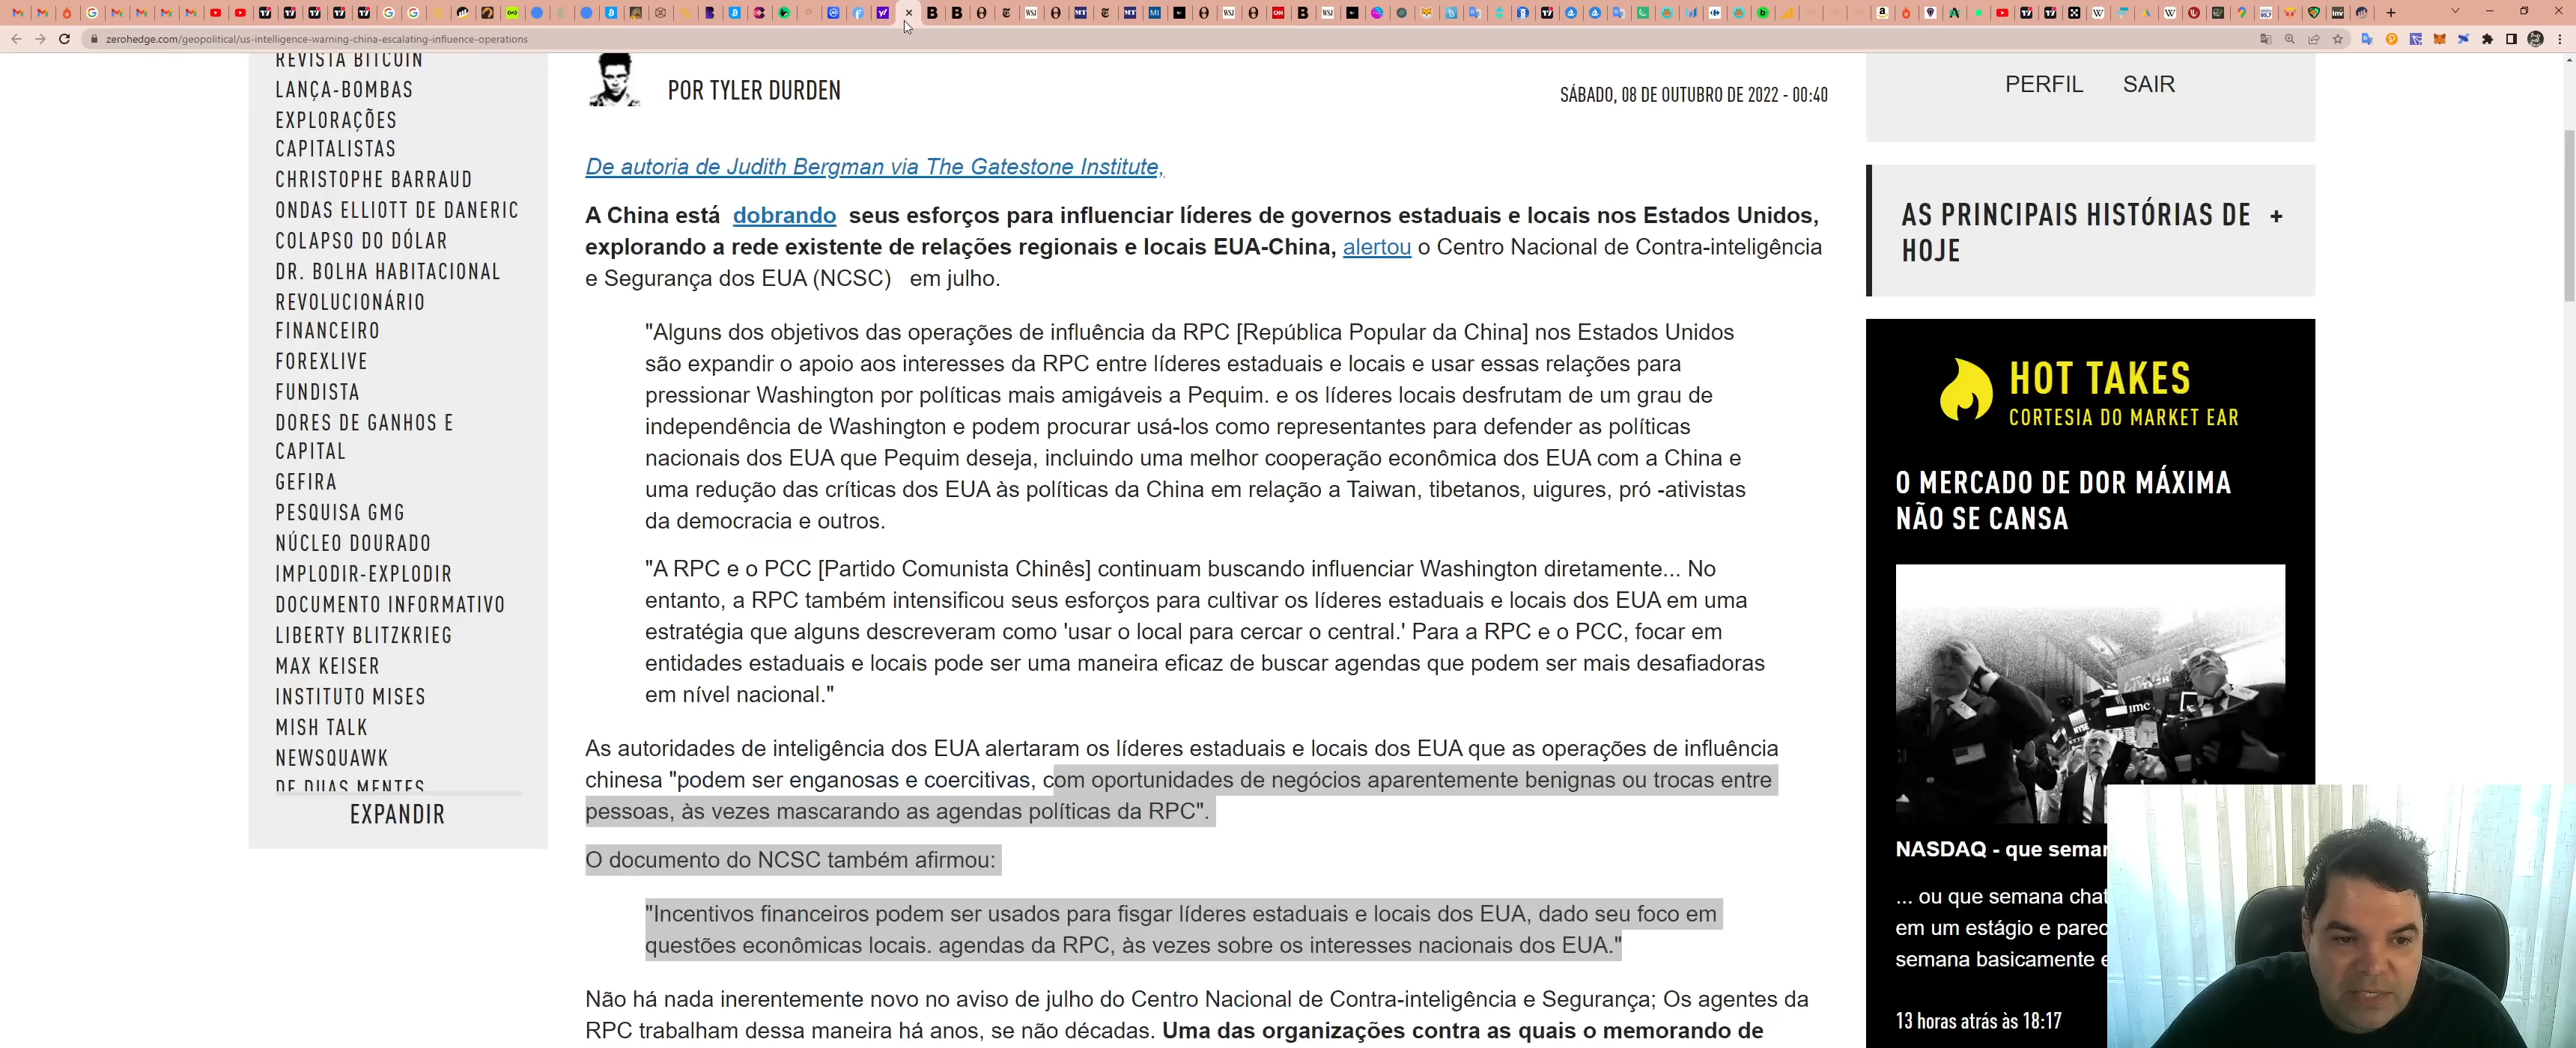 zerohedge.com/geopolitical/us-intelligence-warning-china-escalating-influence-operations
REVISTA BITCOIN
LANÇA-BOMBAS
EXPLORAÇÕES
CAPITALISTAS
CHRISTOPHE BARRAUD
ONDAS ELLIOTT DE DANERIC
COLAPSO DO DÓLAR
DR. BOLHA HABITACIONAL
REVOLUCIONÁRIO
FINANCEIRO
FOREXLIVE
FUNDISTA
DORES DE GANHOS E
CAPITAL
GEFIRA
PESQUISA GMG
NÚCLEO DOURADO
IMPLODIR-EXPLODIR
DOCUMENTO INFORMATIVO
LIBERTY BLITZKRIEG
MAX KEISER
INSTITUTO MISES
MISH TALK
NEWSQUAWK
DE DUAS MENTES
EXPANDIR
POR TYLER DURDEN
SÁBADO, 08 DE OUTUBRO DE 2022 - 00:40
De autoria de Judith Bergman via The Gatestone Institute,
A China está dobrando seus esforços para influenciar líderes de governos estaduais e locais nos Estados Unidos,
explorando a rede existente de relações regionais e locais EUA-China, alertou o Centro Nacional de Contra-inteligência
e Segurança dos EUA (NCSC) em julho.
"Alguns dos objetivos das operações de influência da RPC [República Popular da China] nos Estados Unidos
são expandir o apoio aos interesses da RPC entre líderes estaduais e locais e usar essas relações para
pressionar Washington por políticas mais amigáveis a Pequim. e os líderes locais desfrutam de um grau de
independência de Washington e podem procurar usá-los como representantes para defender as políticas
nacionais dos EUA que Pequim deseja, incluindo uma melhor cooperação econômica dos EUA com a China e
uma redução das críticas dos EUA às políticas da China em relação a Taiwan, tibetanos, uigures, pró -ativistas
da democracia e outros.
"A RPC e o PCC [Partido Comunista Chinês] continuam buscando influenciar Washington diretamente... No
entanto, a RPC também intensificou seus esforços para cultivar os líderes estaduais e locais dos EUA em uma
estratégia que alguns descreveram como 'usar o local para cercar o central.' Para a RPC e o PCC, focar em
entidades estaduais e locais pode ser uma maneira eficaz de buscar agendas que podem ser mais desafiadoras
em nível nacional."
As autoridades de inteligência dos EUA alertaram os líderes estaduais e locais dos EUA que as operações de influência
chinesa "podem ser enganosas e coercitivas, com oportunidades de negócios aparentemente benignas ou trocas entre
pessoas, às vezes mascarando as agendas políticas da RPC".
O documento do NCSC também afirmou:
"Incentivos financeiros podem ser usados para fisgar líderes estaduais e locais dos EUA, dado seu foco em
questões econômicas locais. agendas da RPC, às vezes sobre os interesses nacionais dos EUA."
Não há nada inerentemente novo no aviso de julho do Centro Nacional de Contra-inteligência e Segurança; Os agentes da
RPC trabalham dessa maneira há anos, se não décadas. Uma das organizações contra as quais o memorando de
PERFIL SAIR
AS PRINCIPAIS HISTÓRIAS DE +
HOJE
HOT TAKES
CORTESIA DO MARKET EAR
O MERCADO DE DOR MÁXIMA
NÃO SE CANSA
IMC
NASDAQ - que semar
... ou que semana chat
em um estágio e parec
semana basicamente e
13 horas atrás às 18:17